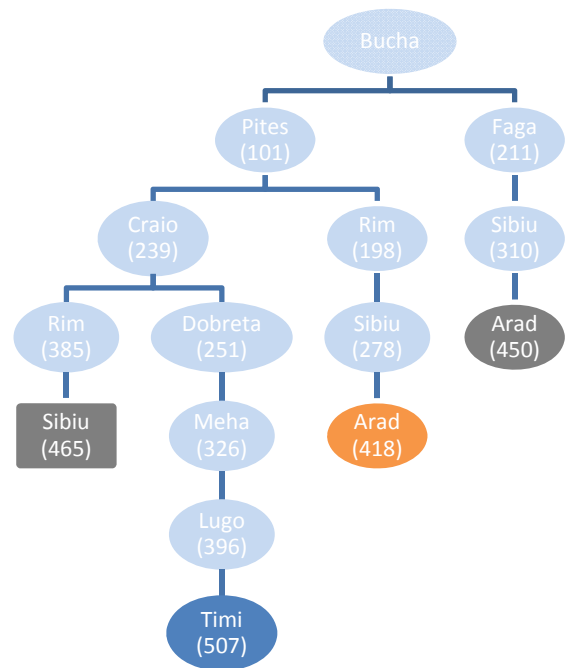 Bucha
Pites
(101)
Faga
(211)
Craio
(239)
Rim
(198)
Sibiu
(310)
Rim
(385)
Dobreta
(251)
Sibiu
(278)
Arad
(450)
Sibiu
(465)
Meha
(326)
Arad
(418)
Lugo
(396)
Timi
(507)